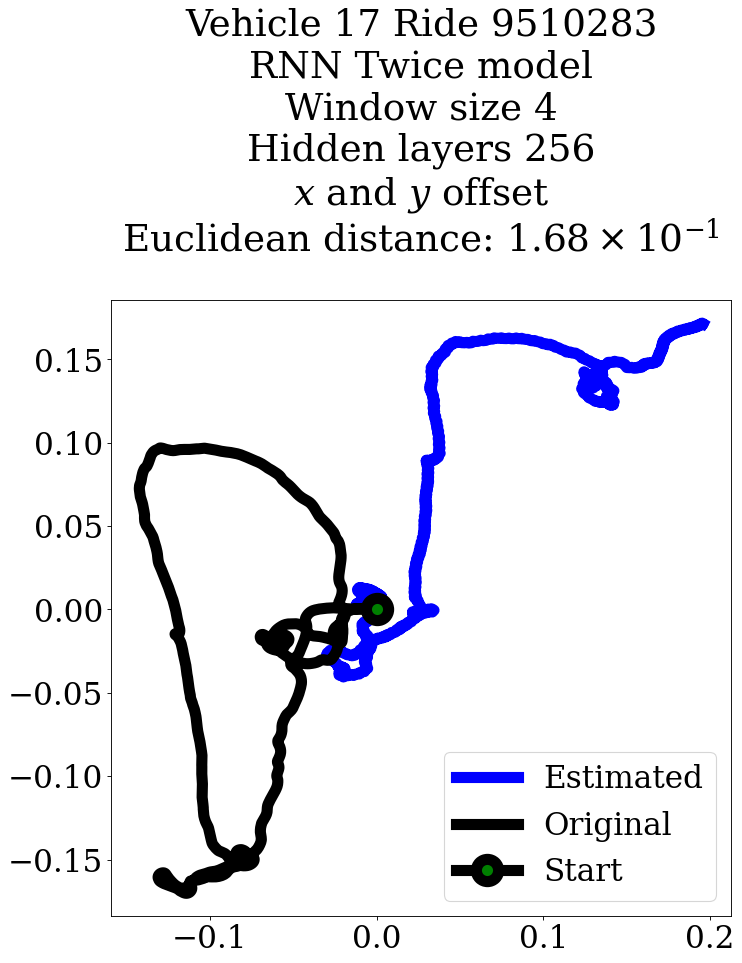 Vehicle 17 Ride 9510283
RNN Twice model
Window size 4
Hidden layers 256
x and y offset
Euclidean distance: 1.68 × 10⁻¹
0.15
0.10
0.05
0.00
−0.05
−0.10
−0.15
−0.1
0.0
0.1
0.2
Estimated
Original
Start